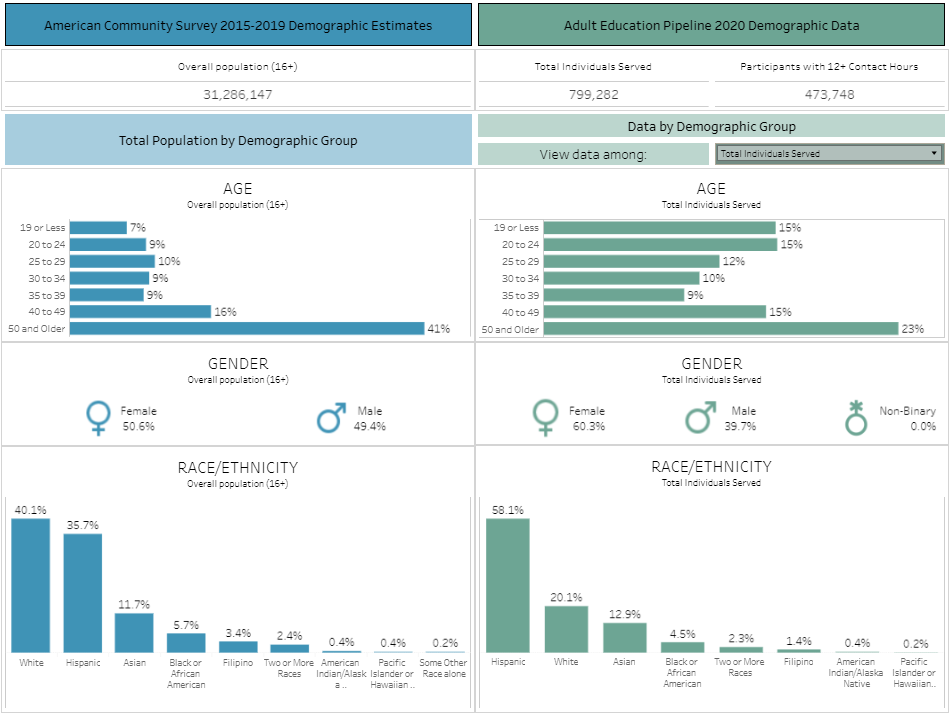 American Community Survey 2015-2019 Demographic Estimates
Overall population (16+)
31,286,147
Total Population by Demographic Group
AGE
Overall population (16+)
19 or Less 7%
20 to 24 9%
25 to 29 10%
30 to 34 9%
35 to 39 9%
40 to 49 16%
50 and Older 41%
GENDER
Overall population (16+)
Female
50.6%
Male
49.4%
RACE/ETHNICITY
Overall population (16+)
40.1% 35.7% 11.7% 5.7% 3.4% 2.4% 0.4% 0.4% 0.2%
White Hispanic Asian Black or Filipino Two or More American Pacific Some Other
African Races Indian/Alask Islander or Race alone
American a .. Hawaiian ..
Adult Education Pipeline 2020 Demographic Data
Total Individuals Served Participants with 12+ Contact Hours
799,282 473,748
Data by Demographic Group
View data among: Total Individuals Served
AGE
Total Individuals Served
19 or Less 15%
20 to 24 15%
25 to 29 12%
30 to 34 10%
35 to 39 9%
40 to 49 15%
50 and Older 23%
GENDER
Total Individuals Served
Female
60.3%
Male
39.7%
Non-Binary
0.0%
RACE/ETHNICITY
Total Individuals Served
58.1% 20.1% 12.9% 4.5% 2.3% 1.4% 0.4% 0.2%
Hispanic White Asian Black or Two or More Filipino American Pacific
African Races Indian/Alaska Islander or
American Native Hawaiian..